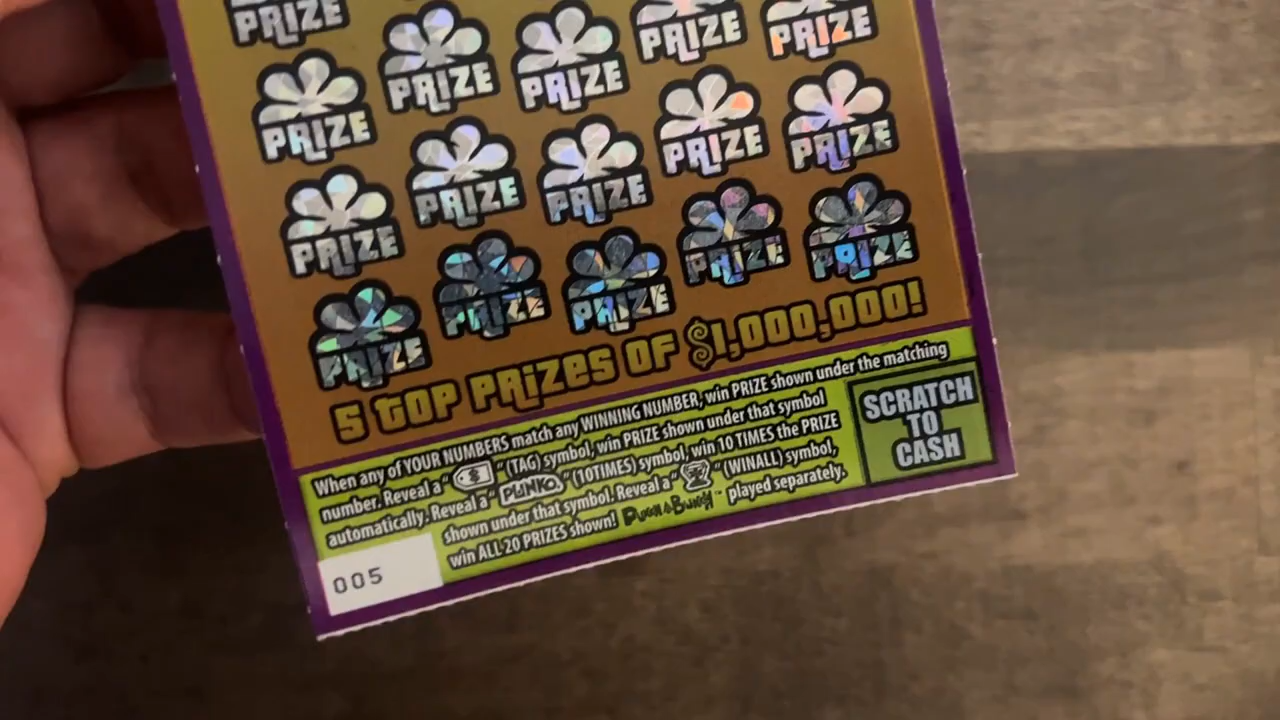 PRIZE PRIZE PRIZE PRIZE PRIZE
PRIZE PRIZE PRIZE PRIZE PRIZE
PRIZE PRIZE PRIZE PRIZE PRIZE
PRIZE PRIZE PRIZE
5 TOP PRIZES OF $1,000,000!
When any of YOUR NUMBERS match any WINNING NUMBER, win PRIZE shown under the matching
number. Reveal a " $ " (TAG) symbol, win PRIZE shown under that symbol
automatically. Reveal a " PLINKO " (10TIMES) symbol, win 10 TIMES the PRIZE
shown under that symbol! Reveal a " " (WINALL) symbol,
win ALL 20 PRIZES shown! PUNCH A BUNCH™ played separately.
SCRATCH
TO
CASH
005